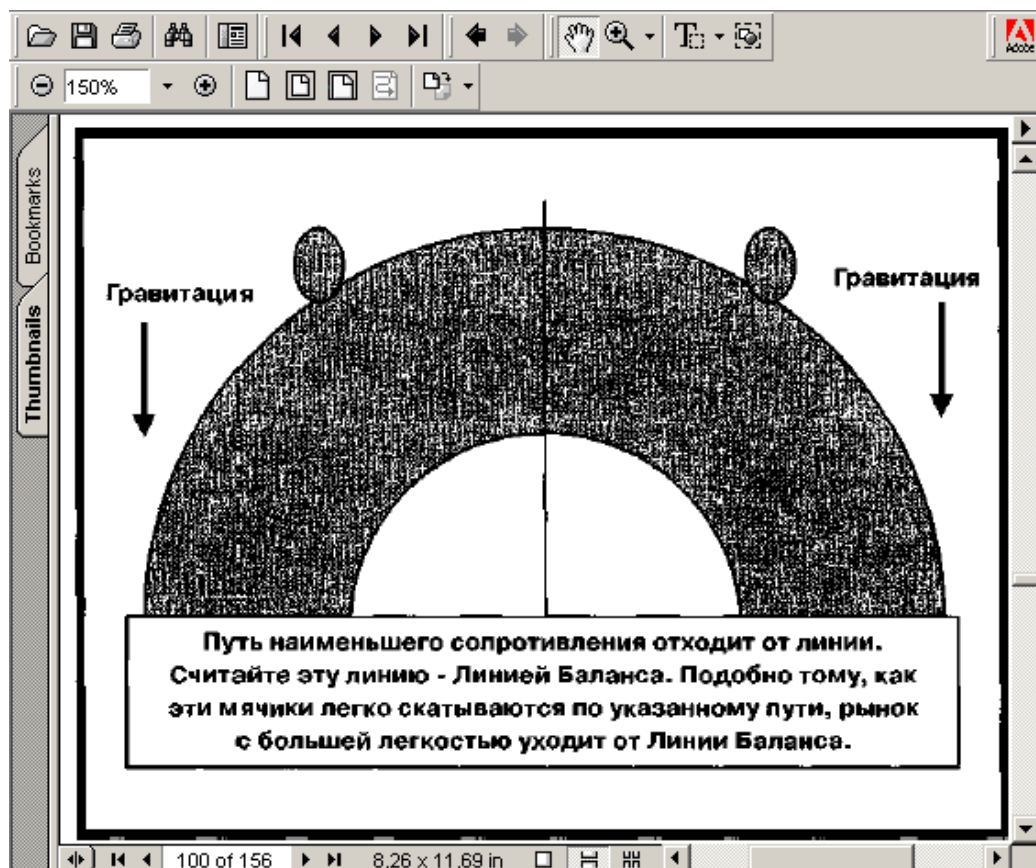 Adobe
150%
Bookmarks
Thumbnails
Гравитация
Гравитация
Путь наименьшего сопротивления отходит от линии.
Считайте эту линию - Линией Баланса. Подобно тому, как
эти мячики легко скатываются по указанному пути, рынок
с большей легкостью уходит от Линии Баланса.
100 of 156
8,26 x 11,69 in